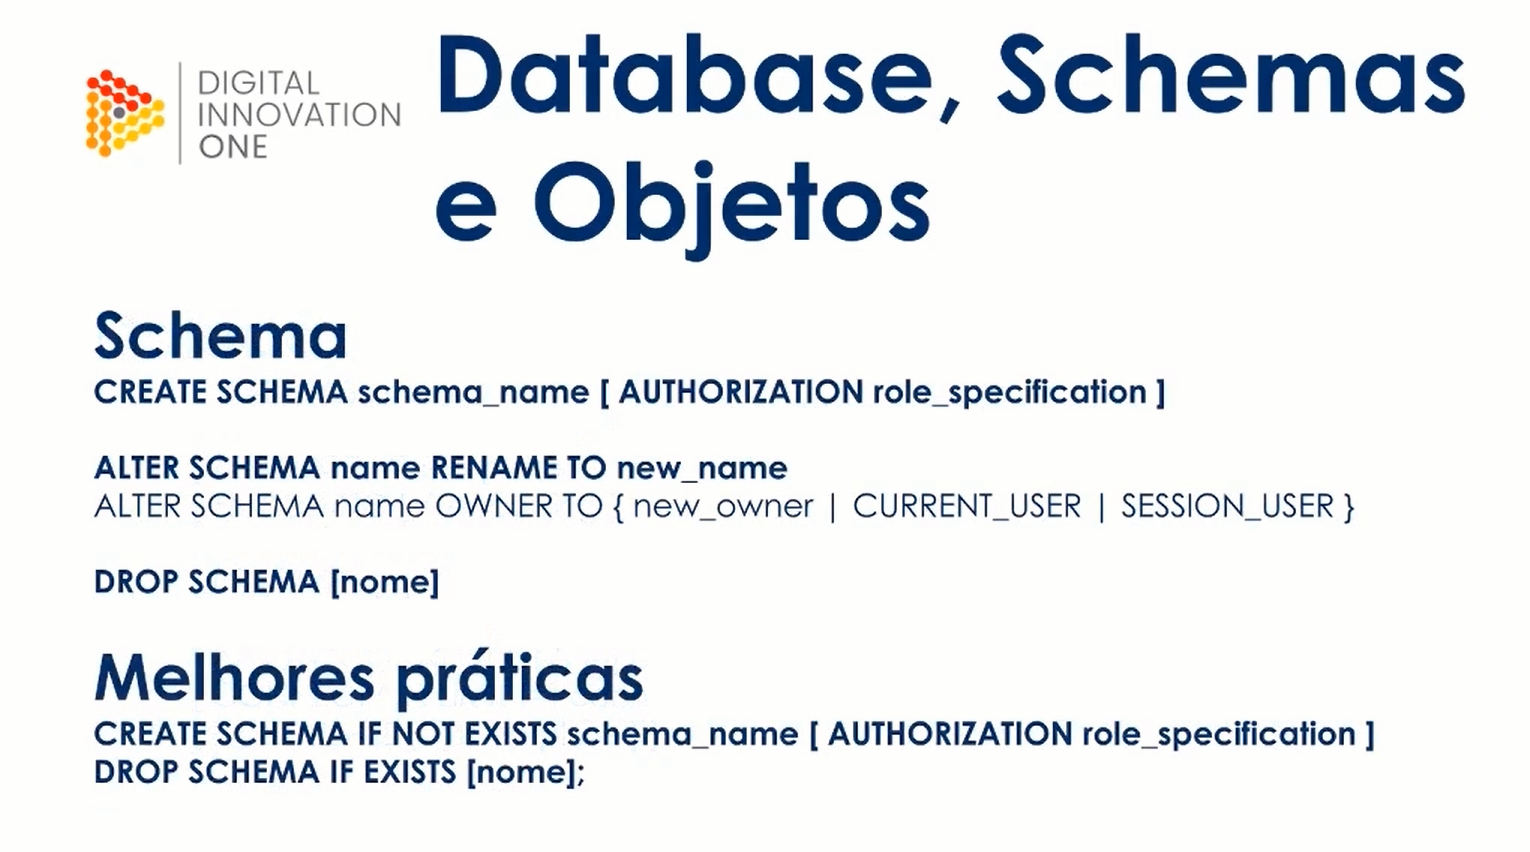 DIGITAL
INNOVATION
ONE
Database, Schemas
e Objetos
Schema
CREATE SCHEMA schema_name [ AUTHORIZATION role_specification ]
ALTER SCHEMA name RENAME TO new_name
ALTER SCHEMA name OWNER TO { new_owner | CURRENT_USER | SESSION_USER }
DROP SCHEMA [nome]
Melhores práticas
CREATE SCHEMA IF NOT EXISTS schema_name [ AUTHORIZATION role_specification ]
DROP SCHEMA IF EXISTS [nome];